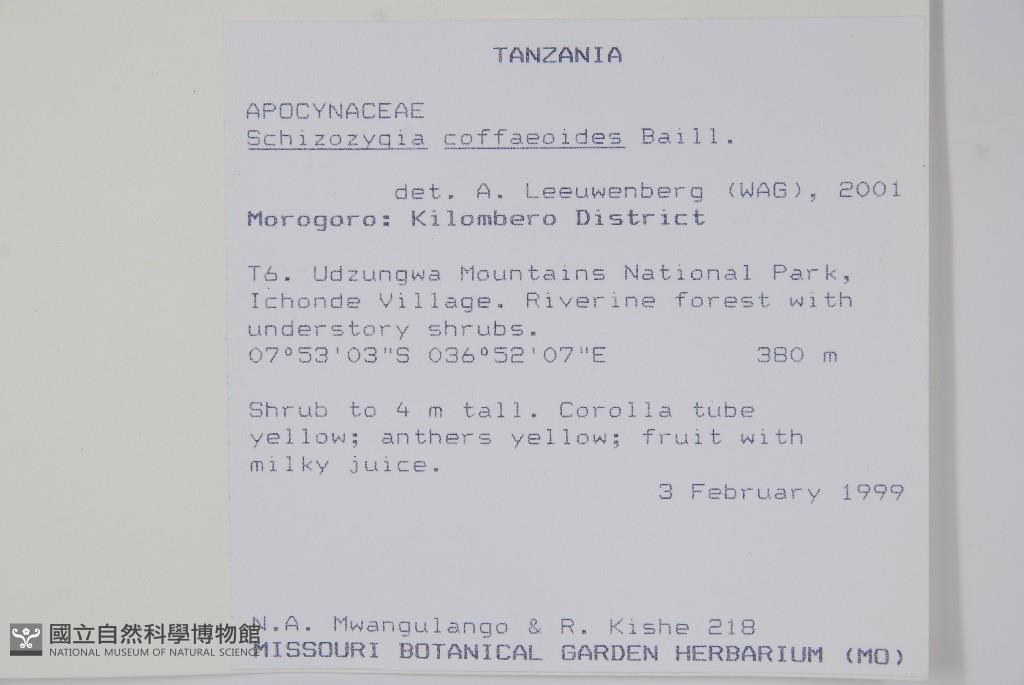 TANZANIA
APOCYNACEAE
Schizozygia coffaeoides Baill.
det. A. Leeuwenberg (WAG), 2001
Morogoro: Kilombero District
T6. Udzungwa Mountains National Park,
Ichonde Village. Riverine forest with
understory shrubs.
07°53'03"S 036°52'07"E 380 m
Shrub to 4 m tall. Corolla tube
yellow; anthers yellow; fruit with
milky juice.
3 February 1999
N.A. Mwangulango & R. Kishe 218
MISSOURI BOTANICAL GARDEN HERBARIUM (MO)
國立自然科學博物館
NATIONAL MUSEUM OF NATURAL SCIENCE